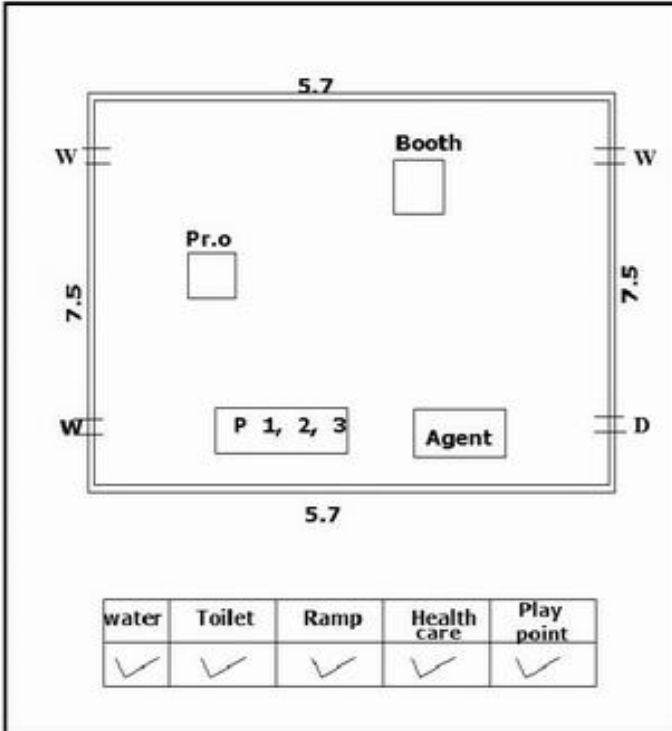 5.7
W
Booth
W
Pr.o
7.5
7.5
W
P 1, 2, 3
Agent
D
5.7
water Toilet Ramp Health care Play point